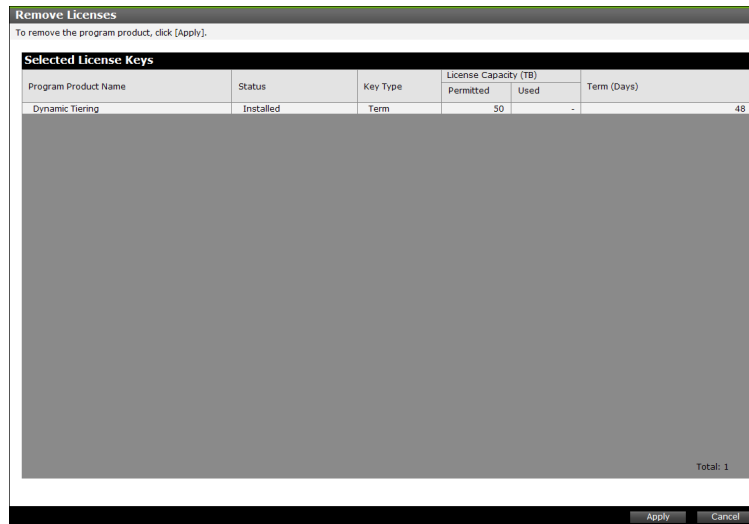 Remove Licenses
To remove the program product, click [Apply].
Selected License Keys
Program Product Name Status Key Type License Capacity (TB) Term (Days)
Permitted Used
Dynamic Tiering Installed Term 50 - 48
Total: 1
Apply Cancel